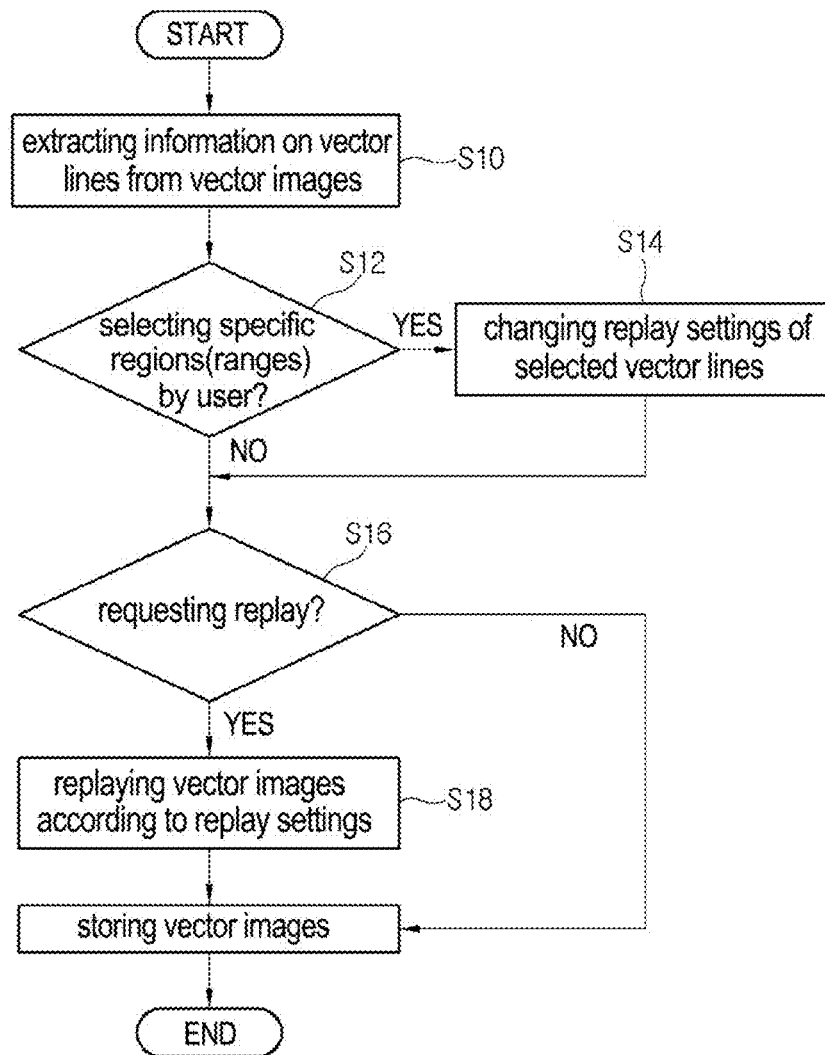 START
extracting information on vector
lines from vector images
S10
S12
S14
selecting specific
regions(ranges)
by user?
YES
changing replay settings of
selected vector lines
NO
S16
requesting replay?
NO
YES
replaying vector images
according to replay settings
S18
storing vector images
END